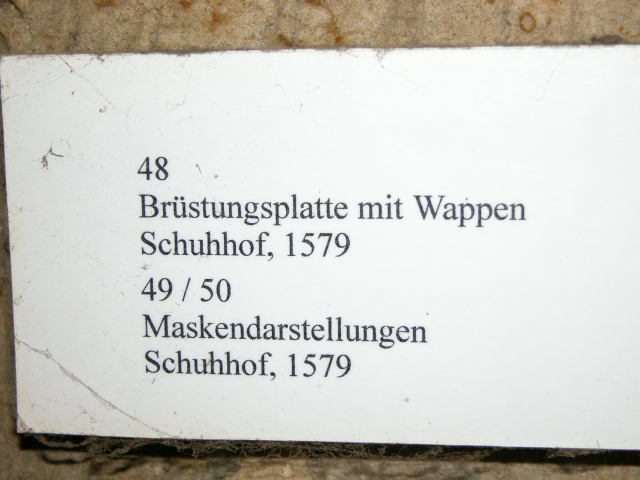 48
Brüstungsplatte mit Wappen
Schuhhof, 1579
49 / 50
Maskendarstellungen
Schuhhof, 1579